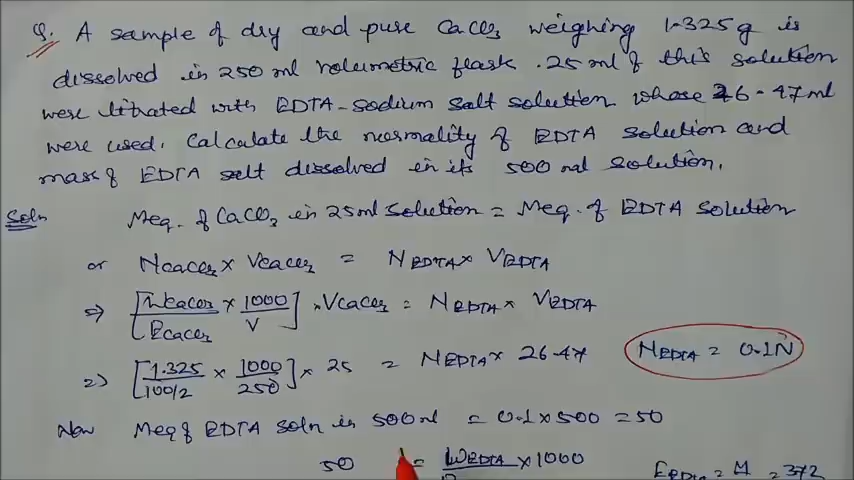 Q. A sample of dry and pure CaCO3 weighing 1.325g is
dissolved in 250 ml volumetric flask. 25 ml of this solution
were titrated with EDTA-sodium salt solution whose 26.47 ml
were used. Calculate the normality of EDTA solution and
mass of EDTA salt dissolved in its 500 ml solution.
Soln Meq. of CaCO3 in 25 ml solution = Meq. of EDTA solution
or NCaCO3 × VCaCO3 = NEDTA × VEDTA
⇒ [WCaCO3/ECaCO3 × 1000/V] × VCaCO3 = NEDTA × VEDTA
⇒ [1.325/100/2 × 1000/250] × 25 = NEDTA × 26.47 NEDTA = 0.1N
Now Meq of EDTA soln in 500 ml = 0.1 × 500 = 50
50 = WEDTA × 1000 EEDTA = M = 372